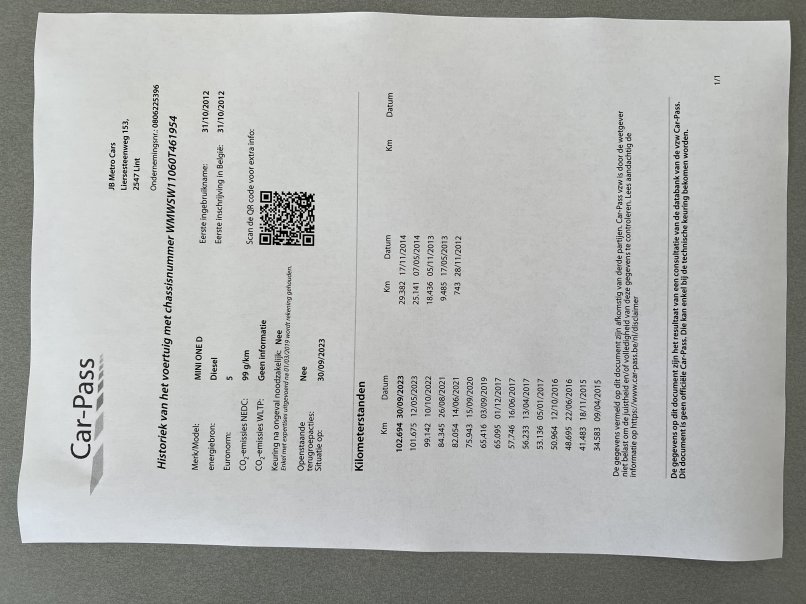 Car-Pass
JB Metro Cars
Liersesteenweg 153,
2547 Lint
Ondernemingsnr.: 0806225396
Historiek van het voertuig met chassisnummer WMWSW11060T461954
Merk/Model: MINI ONE D
energiebron: Diesel
Euronorm: 5
CO₂-emissies NEDC: 99 g/km
CO₂-emissies WLTP: Geen informatie
Keuring na ongeval noodzakelijk: Nee
Enkel met expertises uitgevoerd na 01/03/2019 wordt rekening gehouden.
Openstaande terugroepacties: Nee
Situatie op: 30/09/2023
Eerste ingebruikname: 31/10/2012
Eerste inschrijving in België: 31/10/2012
Scan de QR code voor extra info:
Kilometerstanden
Km Datum
102.694 30/09/2023
101.675 12/05/2023
99.142 10/10/2022
84.345 26/08/2021
82.054 14/06/2021
75.943 15/09/2020
65.416 03/09/2019
65.095 01/12/2017
57.746 16/06/2017
56.233 13/04/2017
53.136 05/01/2017
50.964 12/10/2016
48.695 22/06/2016
41.483 18/11/2015
34.583 09/04/2015
Km Datum
29.382 17/11/2014
25.141 07/05/2014
18.436 05/11/2013
9.485 17/05/2013
743 28/11/2012
Km Datum
De gegevens vermeld op dit document zijn afkomstig van derde partijen. Car-Pass vzw is door de wetgever
niet belast om de juistheid en/of volledigheid van deze gegevens te controleren. Lees aandachtig de
informatie op https://www.car-pass.be/nl/disclaimer
De gegevens op dit document zijn het resultaat van een consultatie van de databank van de vzw Car-Pass.
Dit document is geen officiële Car-Pass. Die kan enkel bij de technische keuring bekomen worden.
1/1